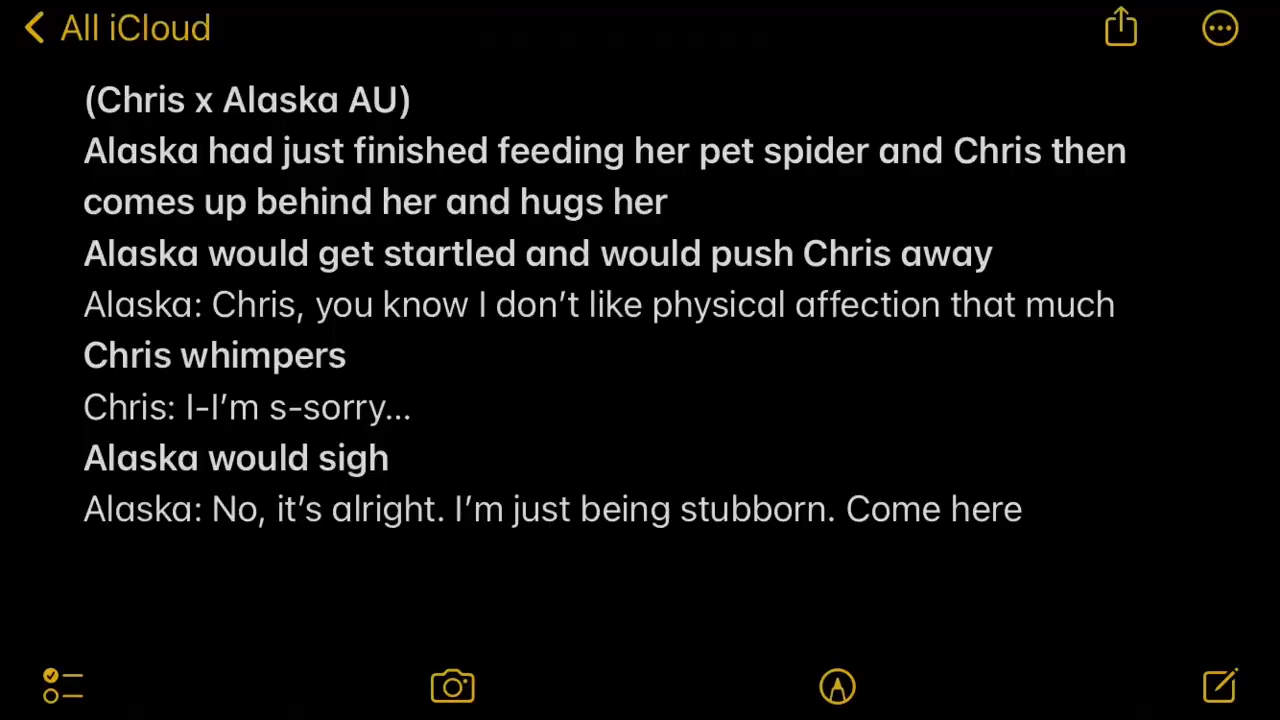 All iCloud
(Chris x Alaska AU)
Alaska had just finished feeding her pet spider and Chris then
comes up behind her and hugs her
Alaska would get startled and would push Chris away
Alaska: Chris, you know I don’t like physical affection that much
Chris whimpers
Chris: I-I’m s-sorry…
Alaska would sigh
Alaska: No, it’s alright. I’m just being stubborn. Come here